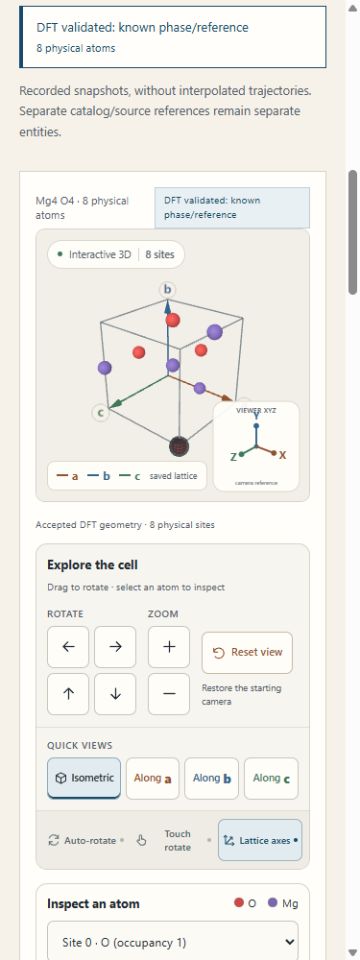 DFT validated: known phase/reference
8 physical atoms
Recorded snapshots, without interpolated trajectories.
Separate catalog/source references remain separate
entities.
Mg4 O4 · 8 physical
atoms
DFT validated: known
phase/reference
Interactive 3D | 8 sites
b
c
VIEWER XYZ
Y
Z
X
camera reference
a b c saved lattice
Accepted DFT geometry · 8 physical sites
Explore the cell
Drag to rotate · select an atom to inspect
ROTATE ZOOM
← → +
Reset view
↑ ↓ −
Restore the starting
camera
QUICK VIEWS
Isometric Along a Along b Along c
Auto-rotate
Touch
rotate
Lattice axes
Inspect an atom O Mg
Site 0 · O (occupancy 1)